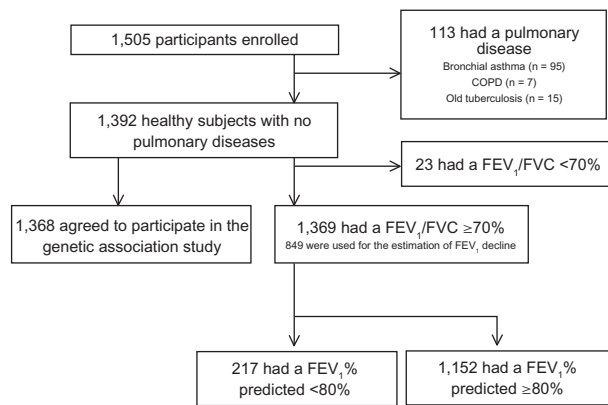 1,505 participants enrolled
113 had a pulmonary
disease
Bronchial asthma (n = 95)
COPD (n = 7)
Old tuberculosis (n = 15)
1,392 healthy subjects with no
pulmonary diseases
23 had a FEV₁/FVC <70%
1,368 agreed to participate in the
genetic association study
1,369 had a FEV₁/FVC ≥70%
849 were used for the estimation of FEV₁ decline
217 had a FEV₁%
predicted <80%
1,152 had a FEV₁%
predicted ≥80%